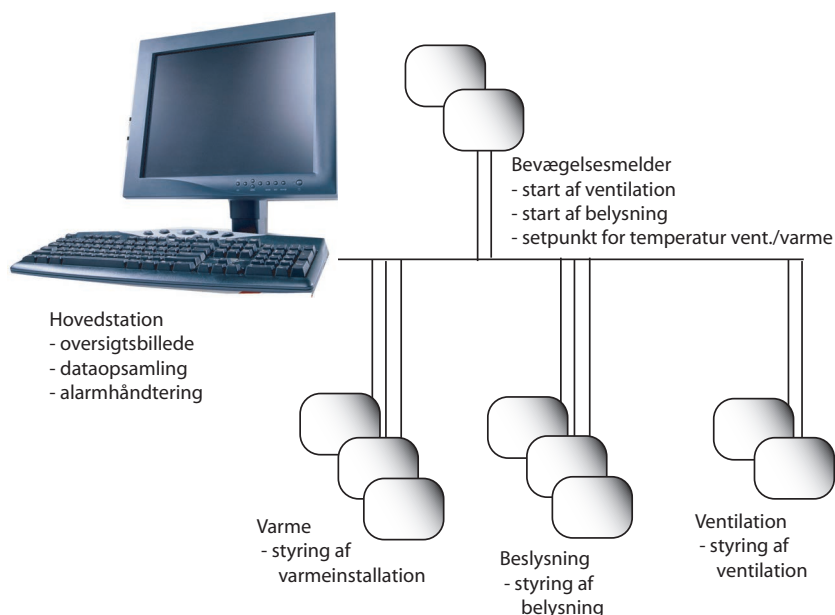 Bevægelsesmelder
- start af ventilation
- start af belysning
- setpunkt for temperatur vent./varme
Hovedstation
- oversigtsbillede
- dataopsamling
- alarmhåndtering
Varme
- styring af
varmeinstallation
Beslysning
- styring af
belysning
Ventilation
- styring af
ventilation